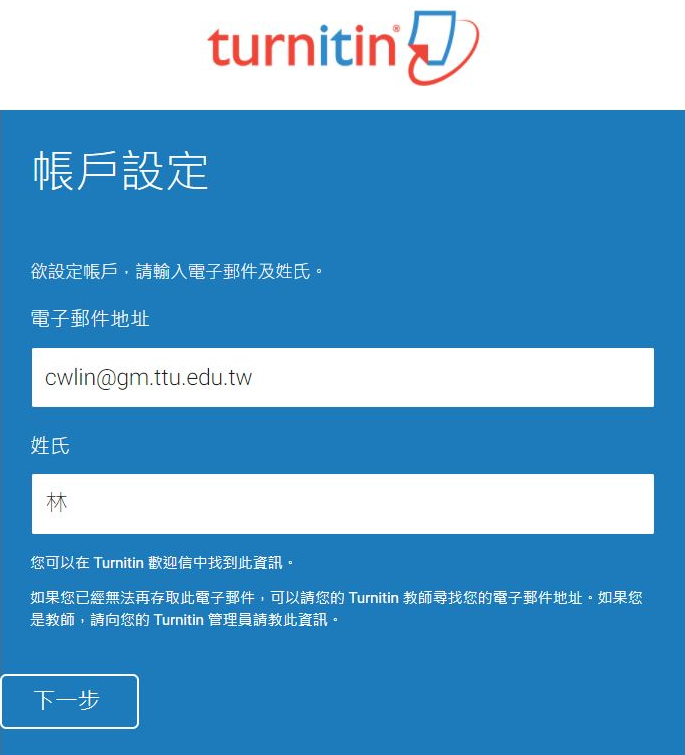 turnitin®
帳戶設定
欲設定帳戶，請輸入電子郵件及姓氏。
電子郵件地址
cwlin@gm.ttu.edu.tw
姓氏
林
您可以在 Turnitin 歡迎信中找到此資訊。
如果您已經無法再存取此電子郵件，可以請您的 Turnitin 教師尋找您的電子郵件地址。如果您
是教師，請向您的 Turnitin 管理員請教此資訊。
下一步